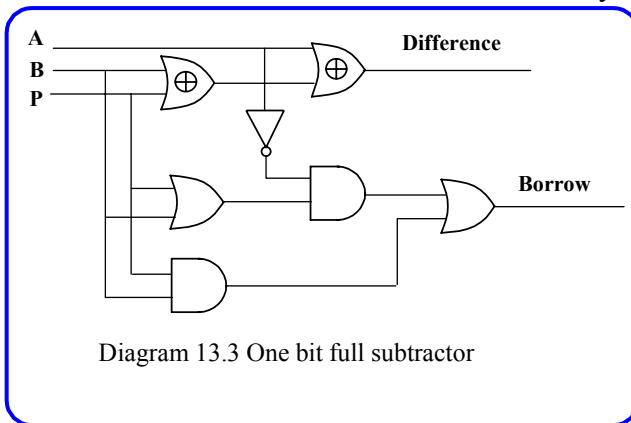 A
Difference
B
P
Borrow
Diagram 13.3 One bit full subtractor